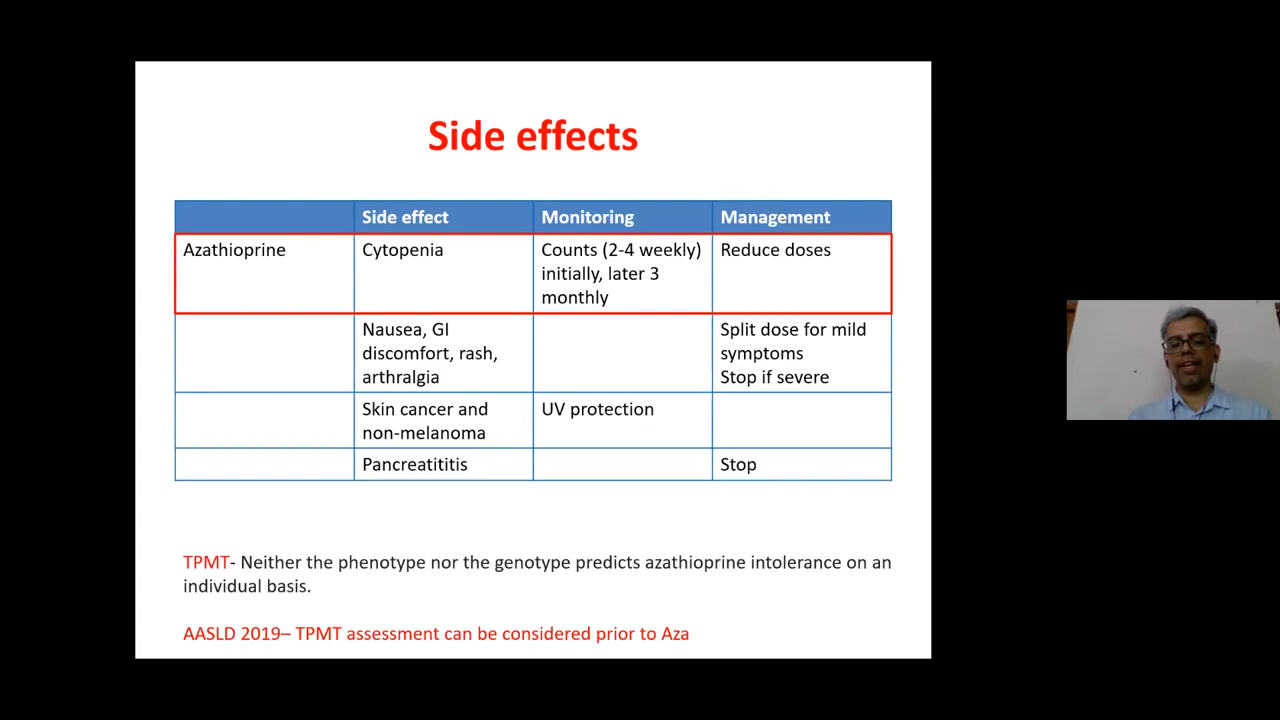 Side effects
Side effect Monitoring Management
Azathioprine Cytopenia Counts (2-4 weekly) Reduce doses
initially, later 3
monthly
Nausea, GI Split dose for mild
discomfort, rash, symptoms
arthralgia Stop if severe
Skin cancer and UV protection
non-melanoma
Pancreatititis Stop
TPMT- Neither the phenotype nor the genotype predicts azathioprine intolerance on an
individual basis.
AASLD 2019– TPMT assessment can be considered prior to Aza